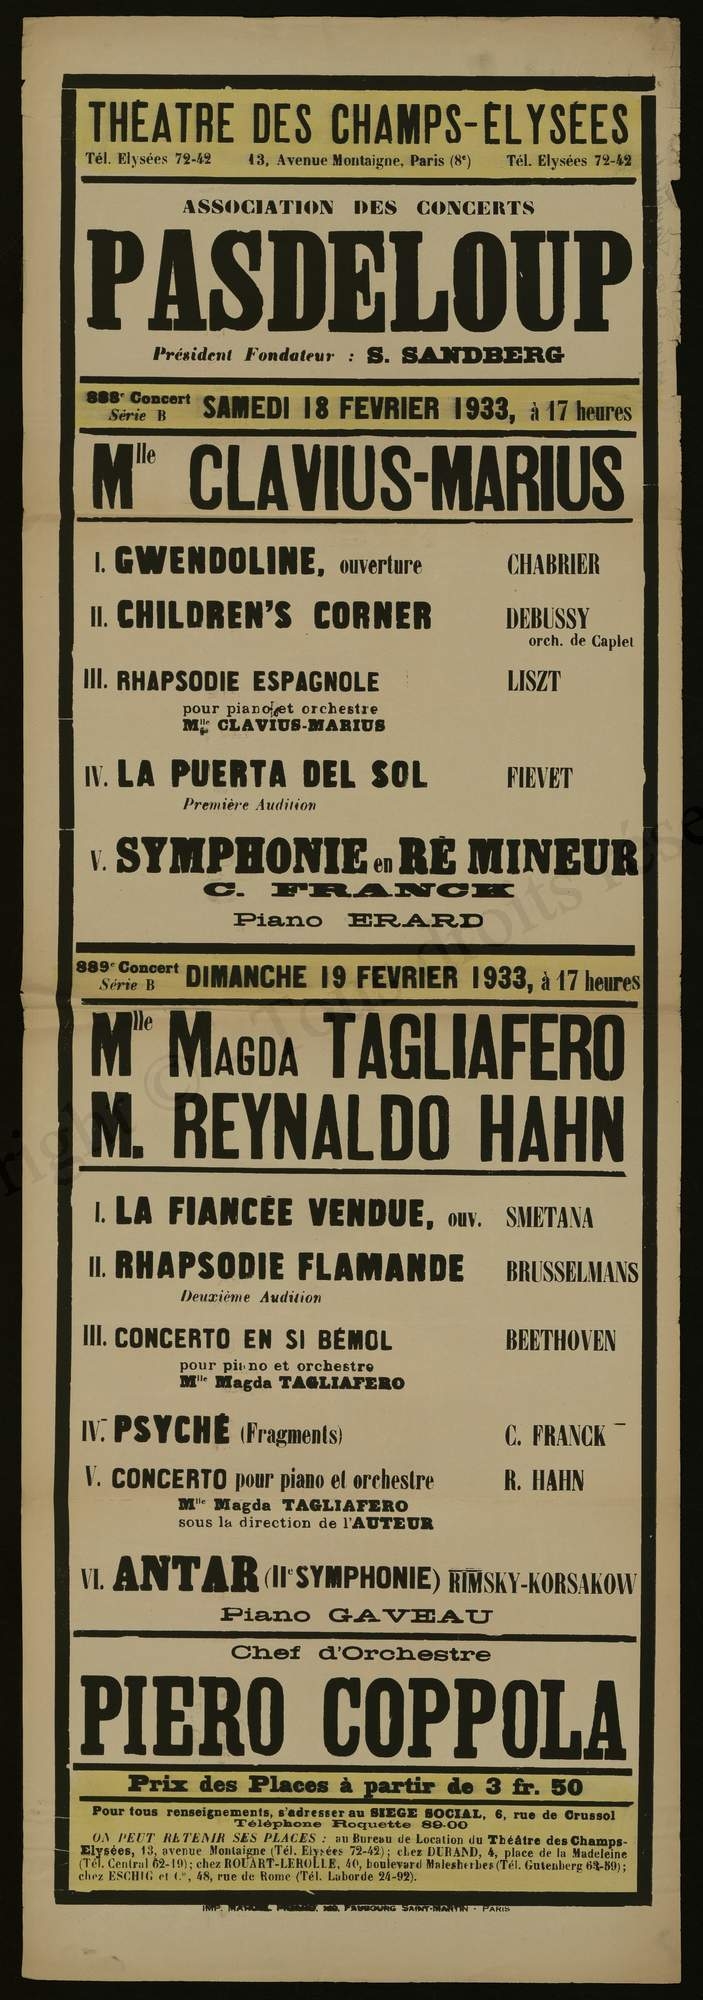 THÉATRE DES CHAMPS-ÉLYSÉES
Tél. Elysées 72-42 13, Avenue Montaigne, Paris (8e) Tél. Elysées 72-42
ASSOCIATION DES CONCERTS
PASDELOUP
Président Fondateur : S. SANDBERG
888e Concert Série B SAMEDI 18 FEVRIER 1933, à 17 heures
Mlle CLAVIUS-MARIUS
I. GWENDOLINE, ouverture CHABRIER
II. CHILDREN'S CORNER DEBUSSY
orch. de Caplet
III. RHAPSODIE ESPAGNOLE LISZT
pour piano et orchestre
Mlle CLAVIUS-MARIUS
IV. LA PUERTA DEL SOL FIEVET
Première Audition
V. SYMPHONIE en RÉ MINEUR
C. FRANCK
Piano ERARD
889e Concert Série B DIMANCHE 19 FEVRIER 1933, à 17 heures
Mlle MAGDA TAGLIAFERO
M. REYNALDO HAHN
I. LA FIANCÉE VENDUE, ouv. SMETANA
II. RHAPSODIE FLAMANDE BRUSSELMANS
Deuxième Audition
III. CONCERTO EN SI BÉMOL BEETHOVEN
pour piano et orchestre
Mlle Magda TAGLIAFERO
IV. PSYCHÉ (Fragments) C. FRANCK
V. CONCERTO pour piano et orchestre R. HAHN
Mlle Magda TAGLIAFERO
sous la direction de l'AUTEUR
VI. ANTAR (IIe SYMPHONIE) RIMSKY-KORSAKOW
Piano GAVEAU
Chef d'Orchestre
PIERO COPPOLA
Prix des Places à partir de 3 fr. 50
Pour tous renseignements, s'adresser au SIEGE SOCIAL, 6, rue de Crussol
Téléphone Roquette 89-00
ON PEUT RETENIR SES PLACES : au Bureau de Location du Théâtre des Champs-
Elysées, 13, avenue Montaigne (Tél. Elysées 72-42) ; chez DURAND, 4, place de la Madeleine
(Tél. Central 62-19) ; chez ROUART-LEROLLE, 40, boulevard Malesherbes (Tél. Gutenberg
chez ESCHIG et Cie, 48, rue de Rome (Tél. Laborde 24-92).
IMP. FAUBOURG SAINT-MARTIN - PARIS